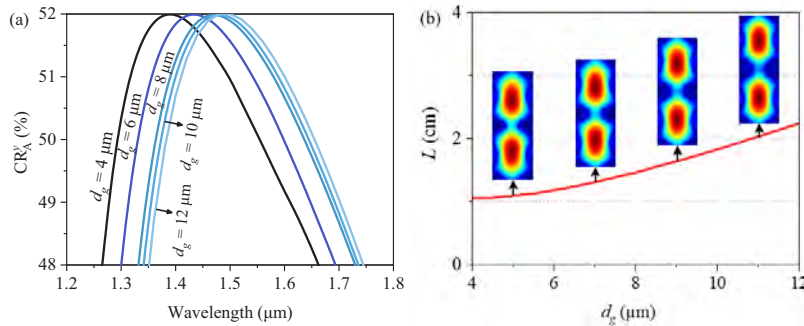 (a)
52
51
50
49
48
CR_A^y (%)
d_g = 4 μm
d_g = 6 μm
d_g = 8 μm
d_g = 10 μm
d_g = 12 μm
1.2 1.3 1.4 1.5 1.6 1.7 1.8
Wavelength (μm)
(b)
4
2
0
L (cm)
4 6 8 10 12
d_g (μm)